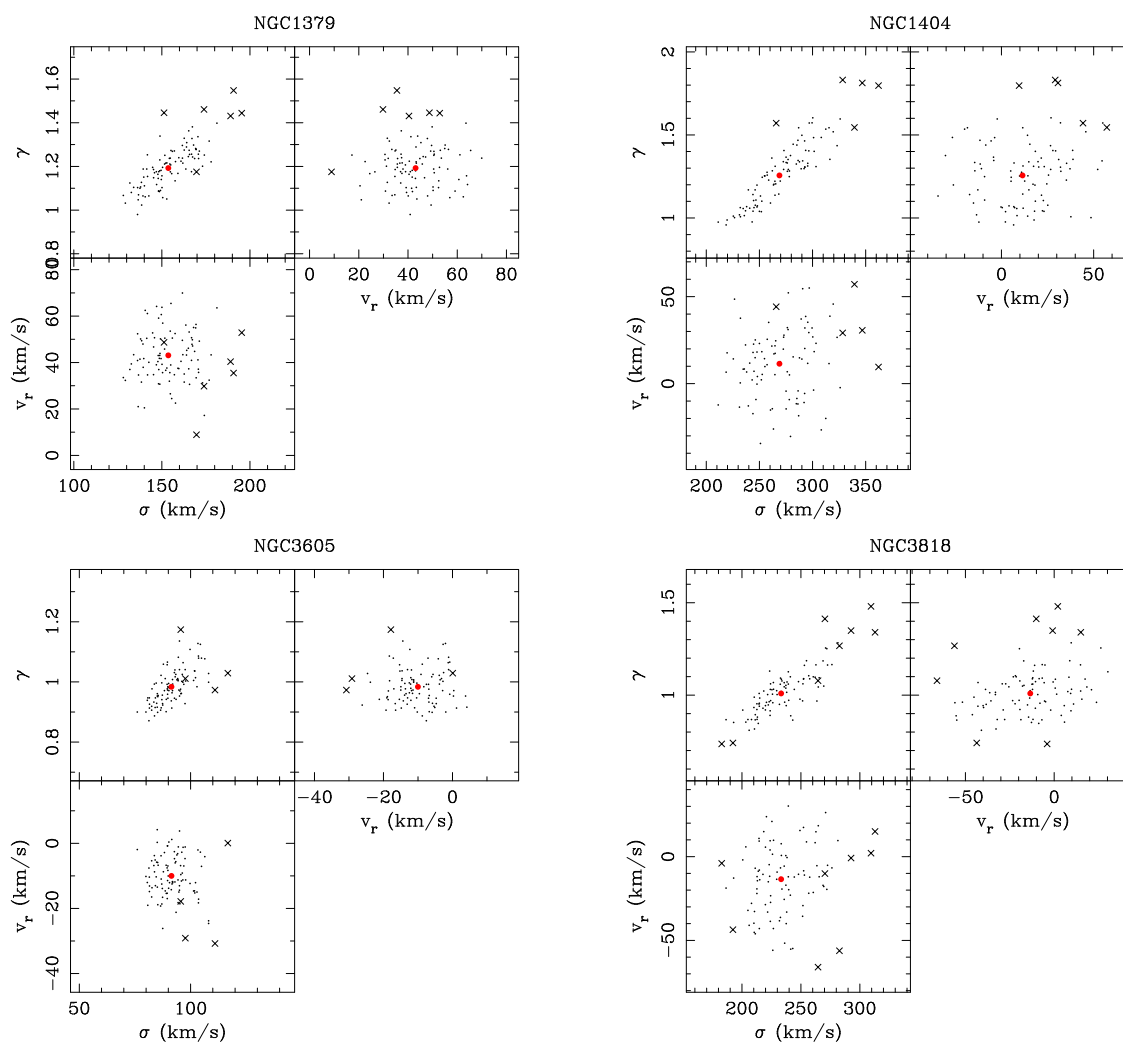 NGC1379
NGC1404
γ
1.6
1.4
1.2
1
0.8
0 20 40 60 80
v_r (km/s)
v_r (km/s)
80
60
40
20
0
100 150 200
σ (km/s)
γ
2
1.5
1
0 50
v_r (km/s)
v_r (km/s)
50
0
200 250 300 350
σ (km/s)
NGC3605
NGC3818
γ
1.2
1
0.8
−40 −20 0
v_r (km/s)
v_r (km/s)
0
−20
−40
50 100
σ (km/s)
γ
1.5
1
−50 0
v_r (km/s)
v_r (km/s)
0
−50
200 250 300
σ (km/s)